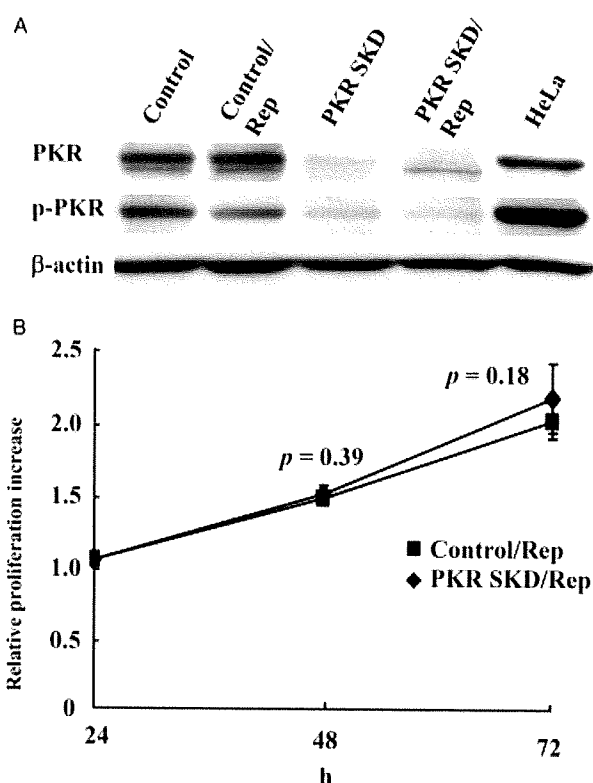 A
Control
Control/
Rep
PKR SKD
PKR SKD/
Rep
HeLa
PKR
p-PKR
β-actin
B
Relative proliferation increase
2.5
2.0
1.5
1.0
0.5
0
p = 0.39
p = 0.18
Control/Rep
PKR SKD/Rep
24
48
72
h